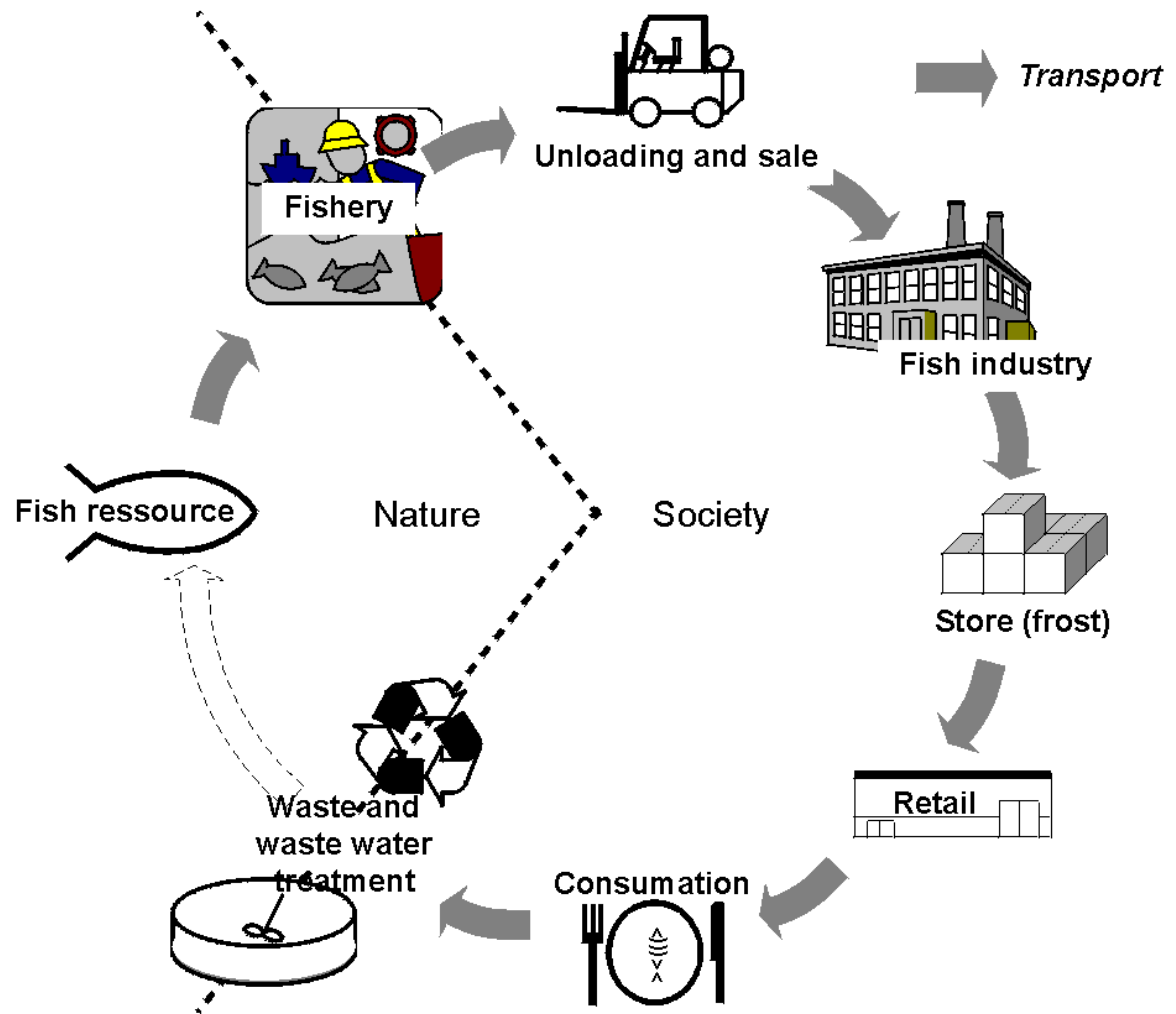 Transport
Unloading and sale
Fishery
Fish industry
Fish ressource
Nature
Society
Store (frost)
Retail
Waste and
waste water
treatment
Consumation